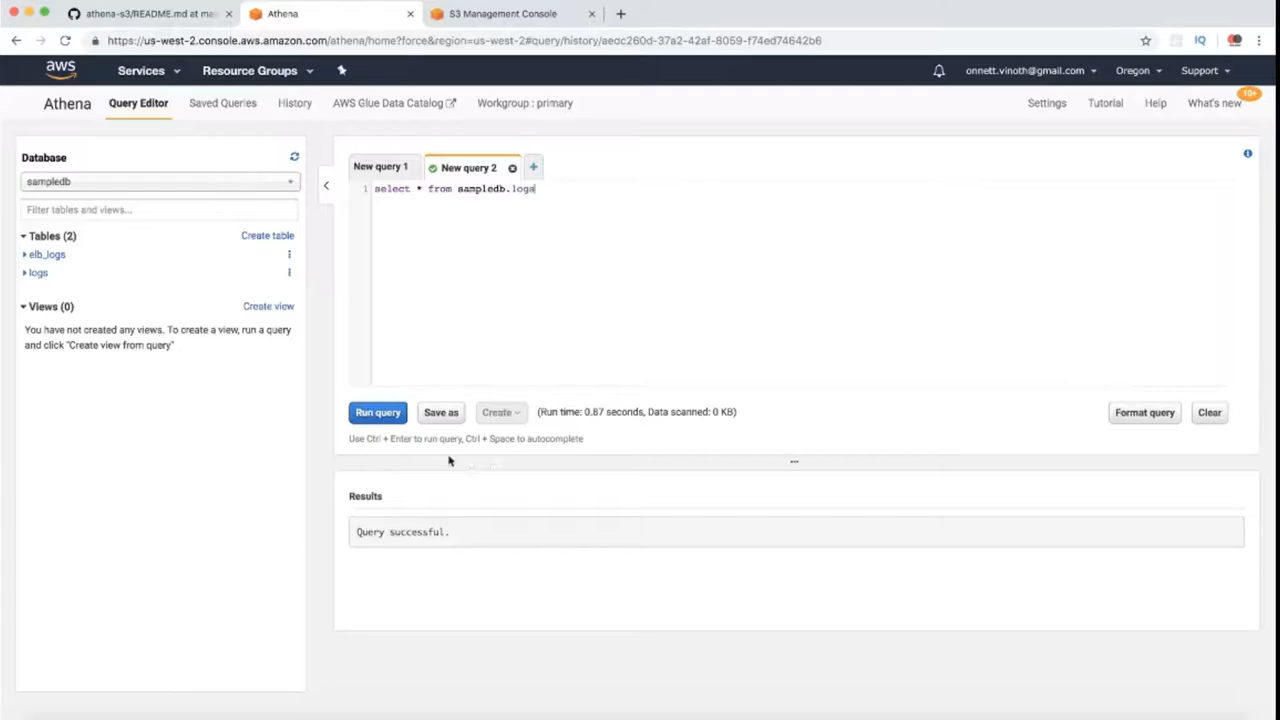 athena-s3/README.md at mas
Athena
S3 Management Console
https://us-west-2.console.aws.amazon.com/athena/home?force&region=us-west-2#query/history/aedc260d-37a2-42af-8059-f74ed74642b6
IQ
aws
Services
Resource Groups
onnett.vinoth@gmail.com
Oregon
Support
Athena
Query Editor
Saved Queries
History
AWS Glue Data Catalog
Workgroup : primary
Settings
Tutorial
Help
What's new
10+
Database
sampledb
Filter tables and views...
Tables (2)
Create table
elb_logs
logs
Views (0)
Create view
You have not created any views. To create a view, run a query
and click "Create view from query"
New query 1
New query 2
1 select * from sampledb.logs
Run query
Save as
Create
(Run time: 0.87 seconds, Data scanned: 0 KB)
Format query
Clear
Use Ctrl + Enter to run query, Ctrl + Space to autocomplete
Results
Query successful.